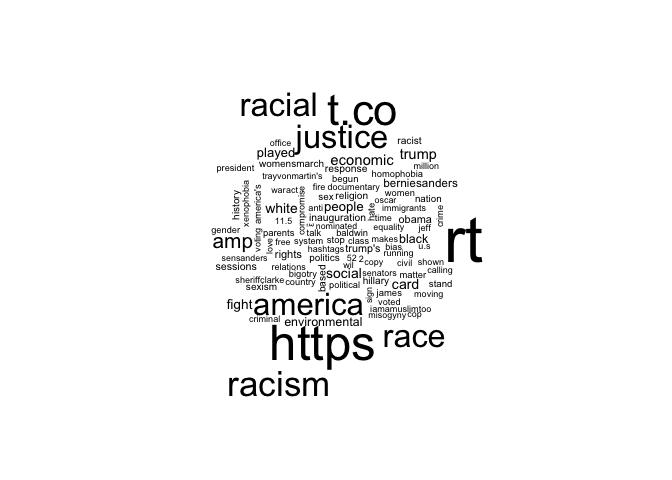 racial t.co
justice
office
racist
played
economic trump
womensmarch
president
response
million
trayvonmartin's
begun
homophobia
fire documentary
berniesanders
waract
women
sex religion
oscar
nation
history
xenophobia
america's
compromise
white
anti people
hate
immigrants
crime
11.5
inauguration
time
obama
gender
voting
parents
talk
nominated
baldwin
equality
jeff
rt
amp
love
free
system
stop
class
makes
black
hashtags
trump's
bias
u.s
sensanders
rights
politics
52 2
running
sessions
relations
wjl
civil
shown
bigotry
based
social
senators
matter
calling
sheriffclarke
country
political
hillary
card
stand
sexism
sign
james
moving
fight america
voted
iamamuslimtoo
criminal
environmental
misogyny cop
copy
https race
racism